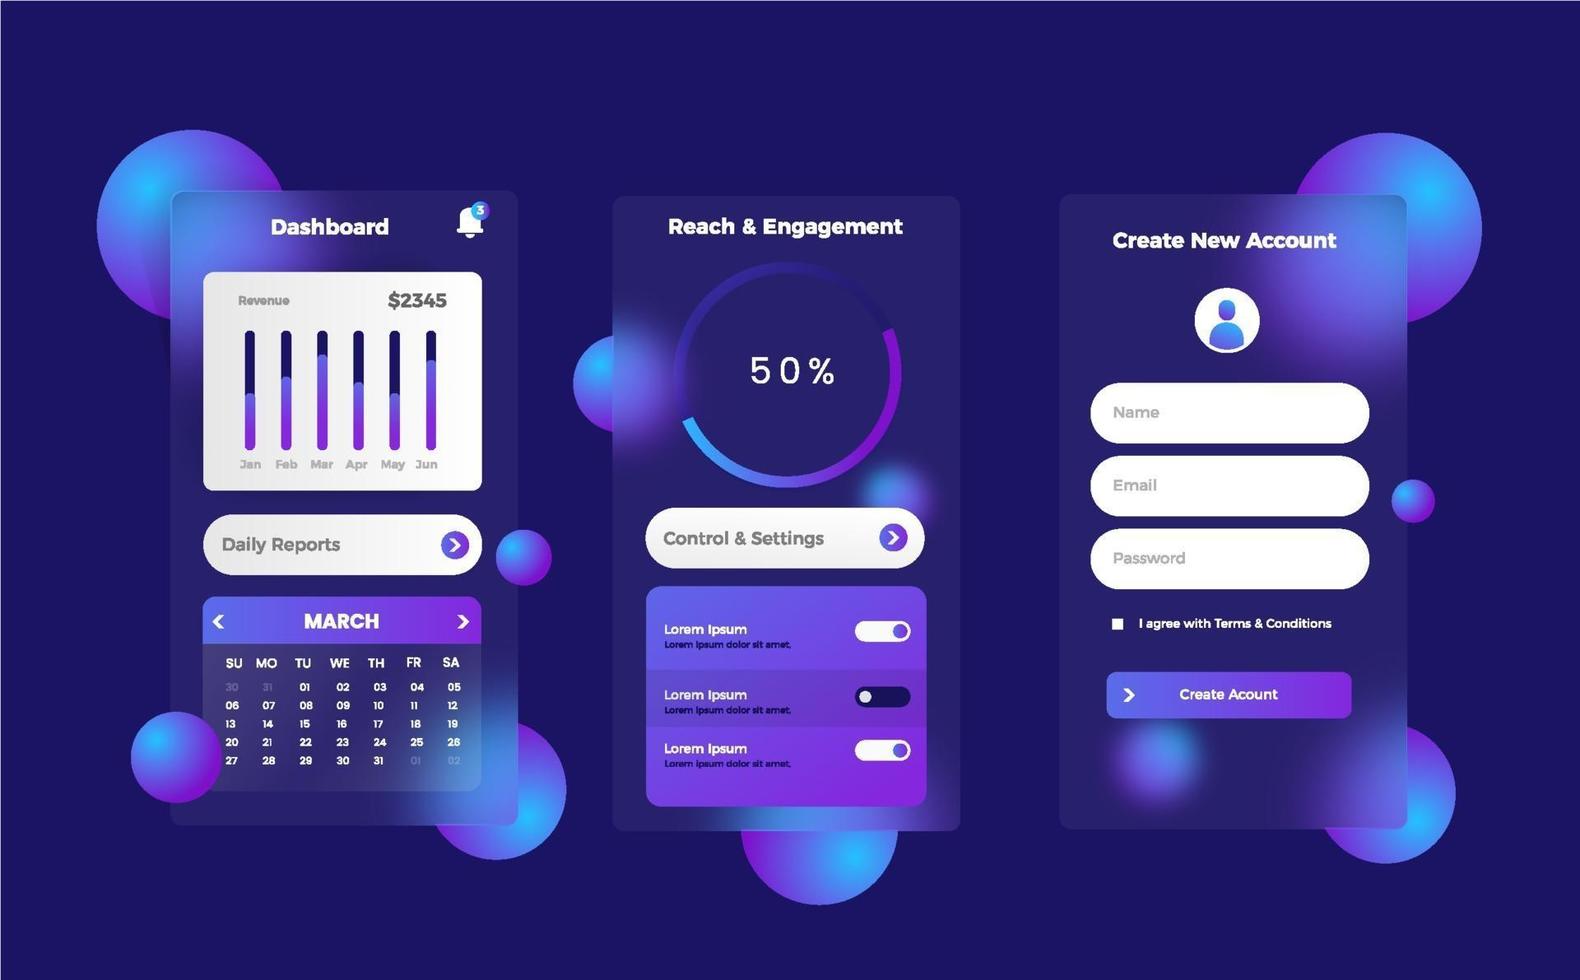 Dashboard
3
Revenue
$2345
Jan Feb Mar Apr May Jun
Daily Reports
MARCH
SU MO TU WE TH FR SA
30 31 01 02 03 04 05
06 07 08 09 10 11 12
13 14 15 16 17 18 19
20 21 22 23 24 25 26
27 28 29 30 31 01 02
Reach & Engagement
50%
Control & Settings
Lorem Ipsum
Lorem ipsum dolor sit amet,
Lorem Ipsum
Lorem ipsum dolor sit amet,
Lorem Ipsum
Lorem ipsum dolor sit amet,
Create New Account
Name
Email
Password
I agree with Terms & Conditions
Create Acount